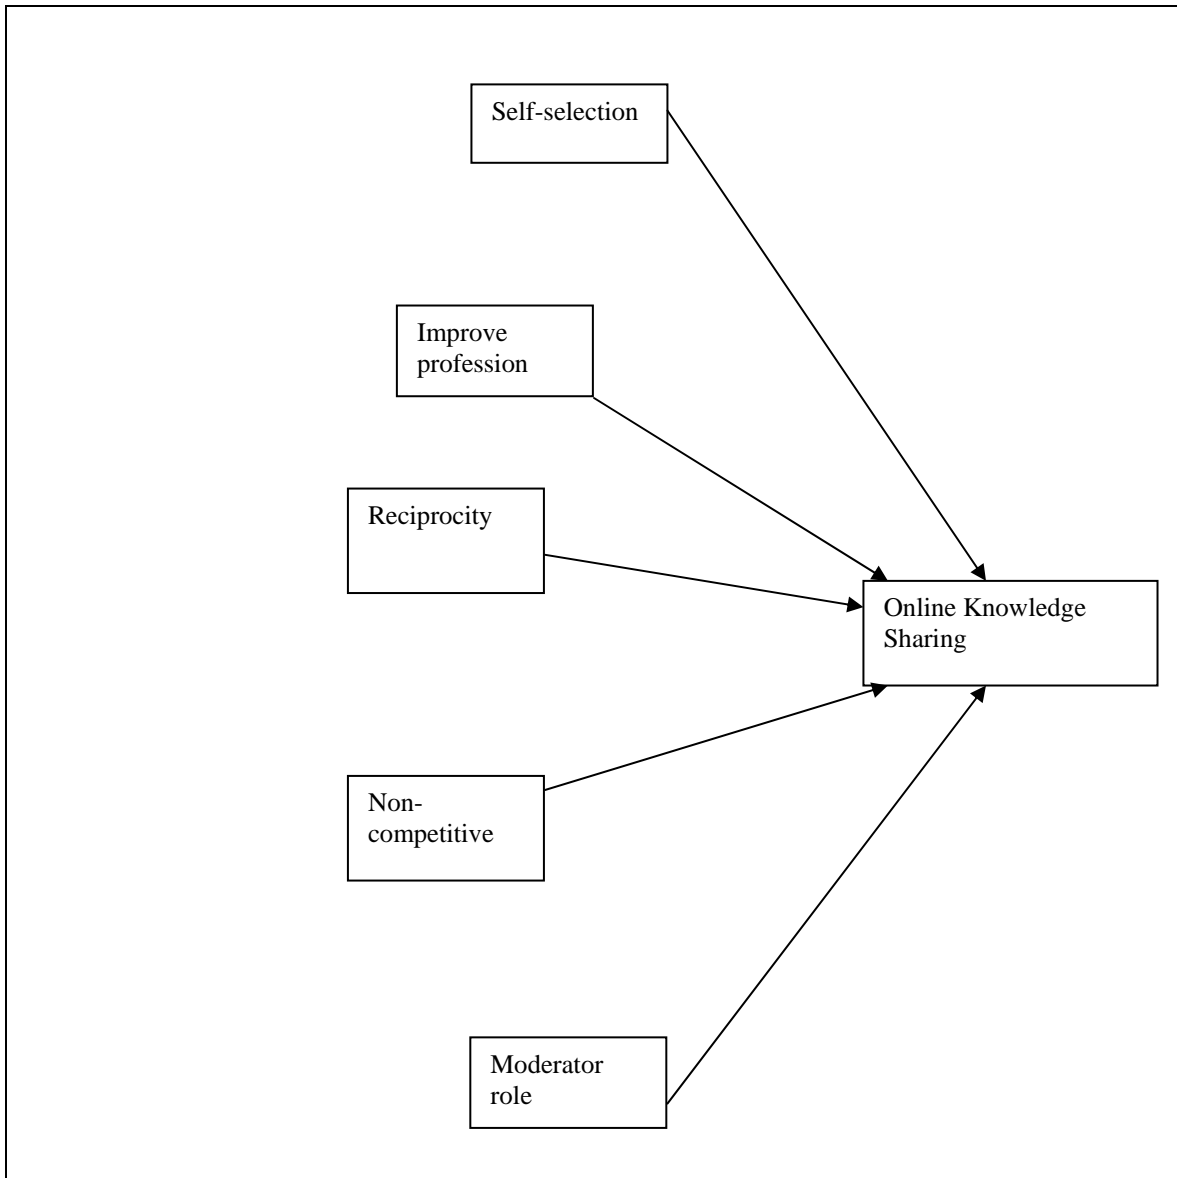 Self-selection
Improve
profession
Reciprocity
Online Knowledge
Sharing
Non-
competitive
Moderator
role